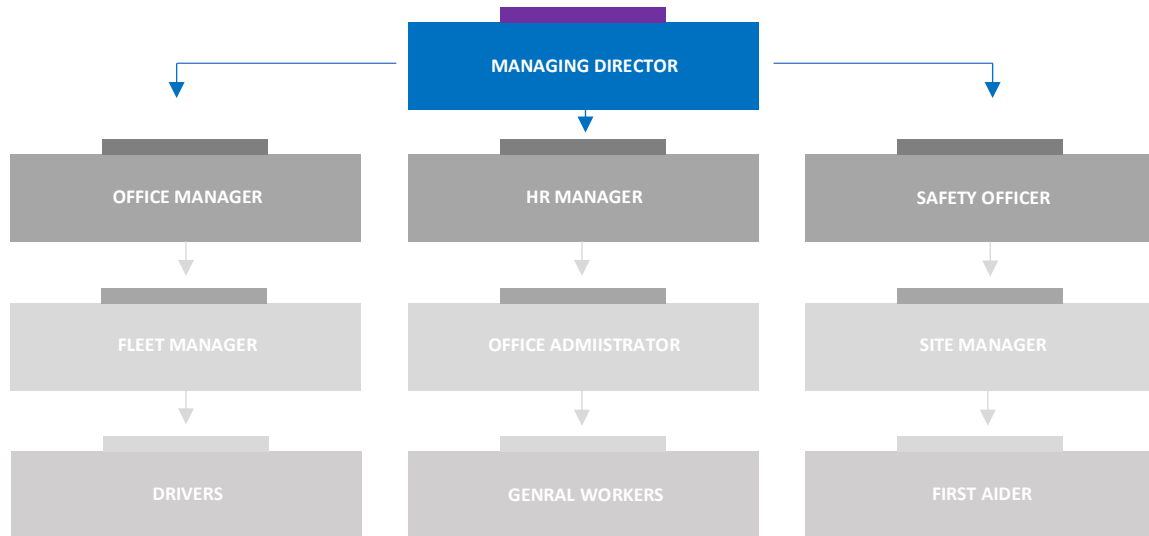 MANAGING DIRECTOR
OFFICE MANAGER
HR MANAGER
SAFETY OFFICER
FLEET MANAGER
OFFICE ADMIISTRATOR
SITE MANAGER
DRIVERS
GENRAL WORKERS
FIRST AIDER